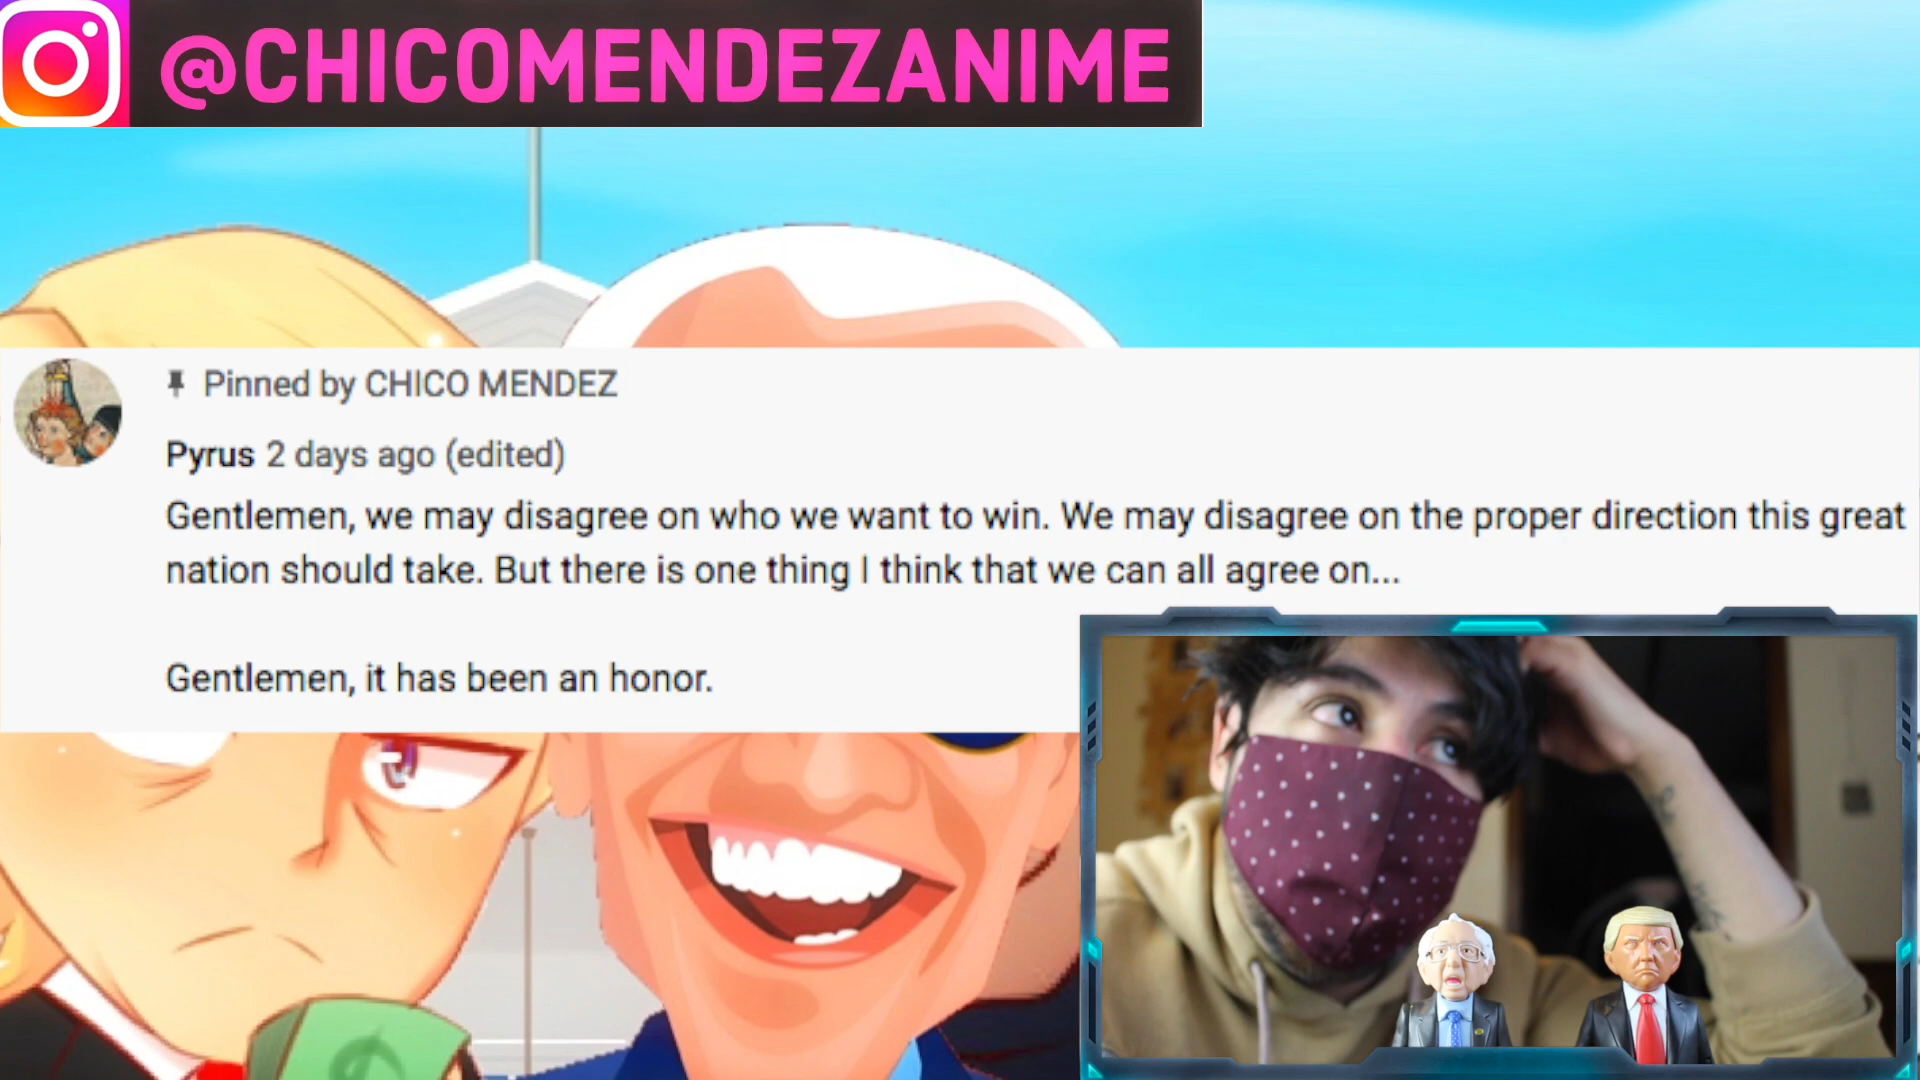 @CHICOMENDEZANIME
Pinned by CHICO MENDEZ
Pyrus 2 days ago (edited)
Gentlemen, we may disagree on who we want to win. We may disagree on the proper direction this great
nation should take. But there is one thing I think that we can all agree on...
Gentlemen, it has been an honor.